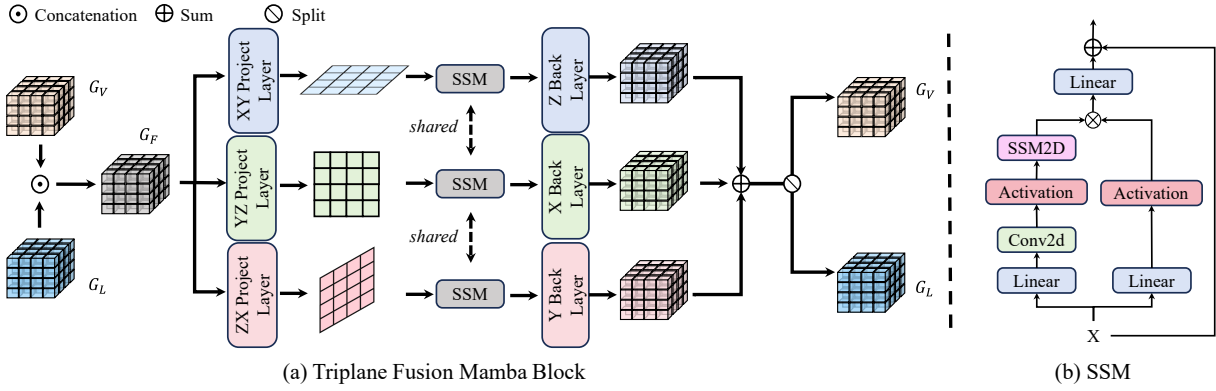 Concatenation Sum Split
G_V
G_F
G_L
XY Project Layer
YZ Project Layer
ZX Project Layer
SSM
shared
SSM
shared
SSM
Z Back Layer
X Back Layer
Y Back Layer
G_V
G_L
Linear
SSM2D
Activation
Activation
Conv2d
Linear
Linear
X
(a) Triplane Fusion Mamba Block
(b) SSM